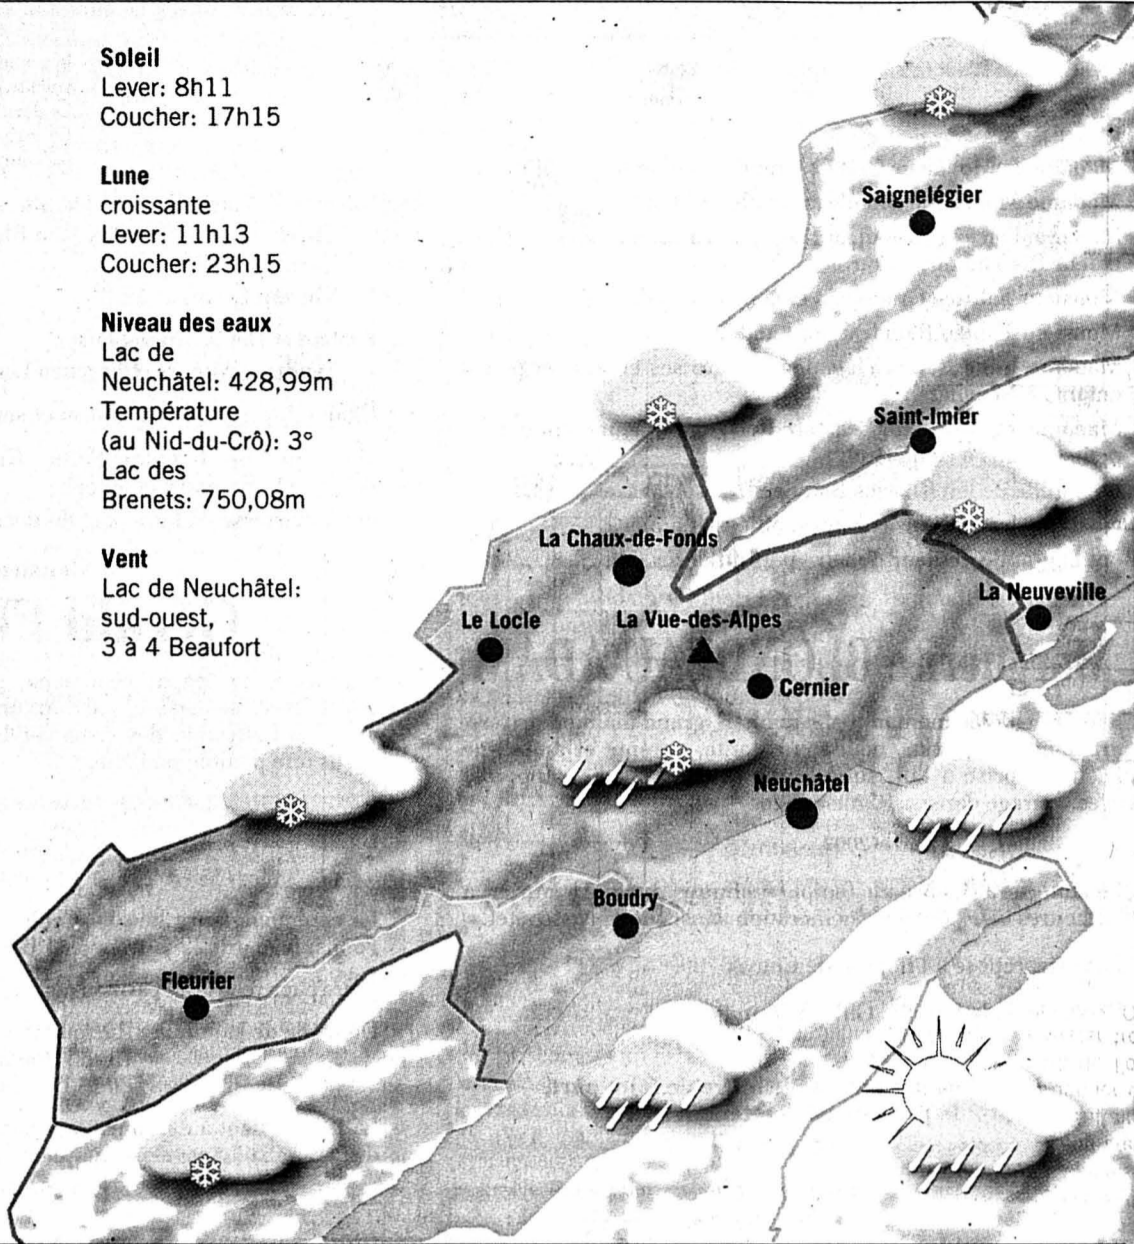 Soleil
Lever: 8h11
Coucher: 17h15
Lune
croissante
Lever: 11h13
Coucher: 23h15
Niveau des eaux
Lac de
Neuchâtel: 428,99m
Température
(au Nid-du-Crô): 3°
Lac des
Brenets: 750,08m
Vent
Lac de Neuchâtel:
sud-ouest,
3 à 4 Beaufort
Saignelégier
Saint-Imier
La Chaux-de-Fonds
La Neuveville
Le Locle
La Vue-des-Alpes
Cernier
Neuchâtel
Boudry
Fleurier